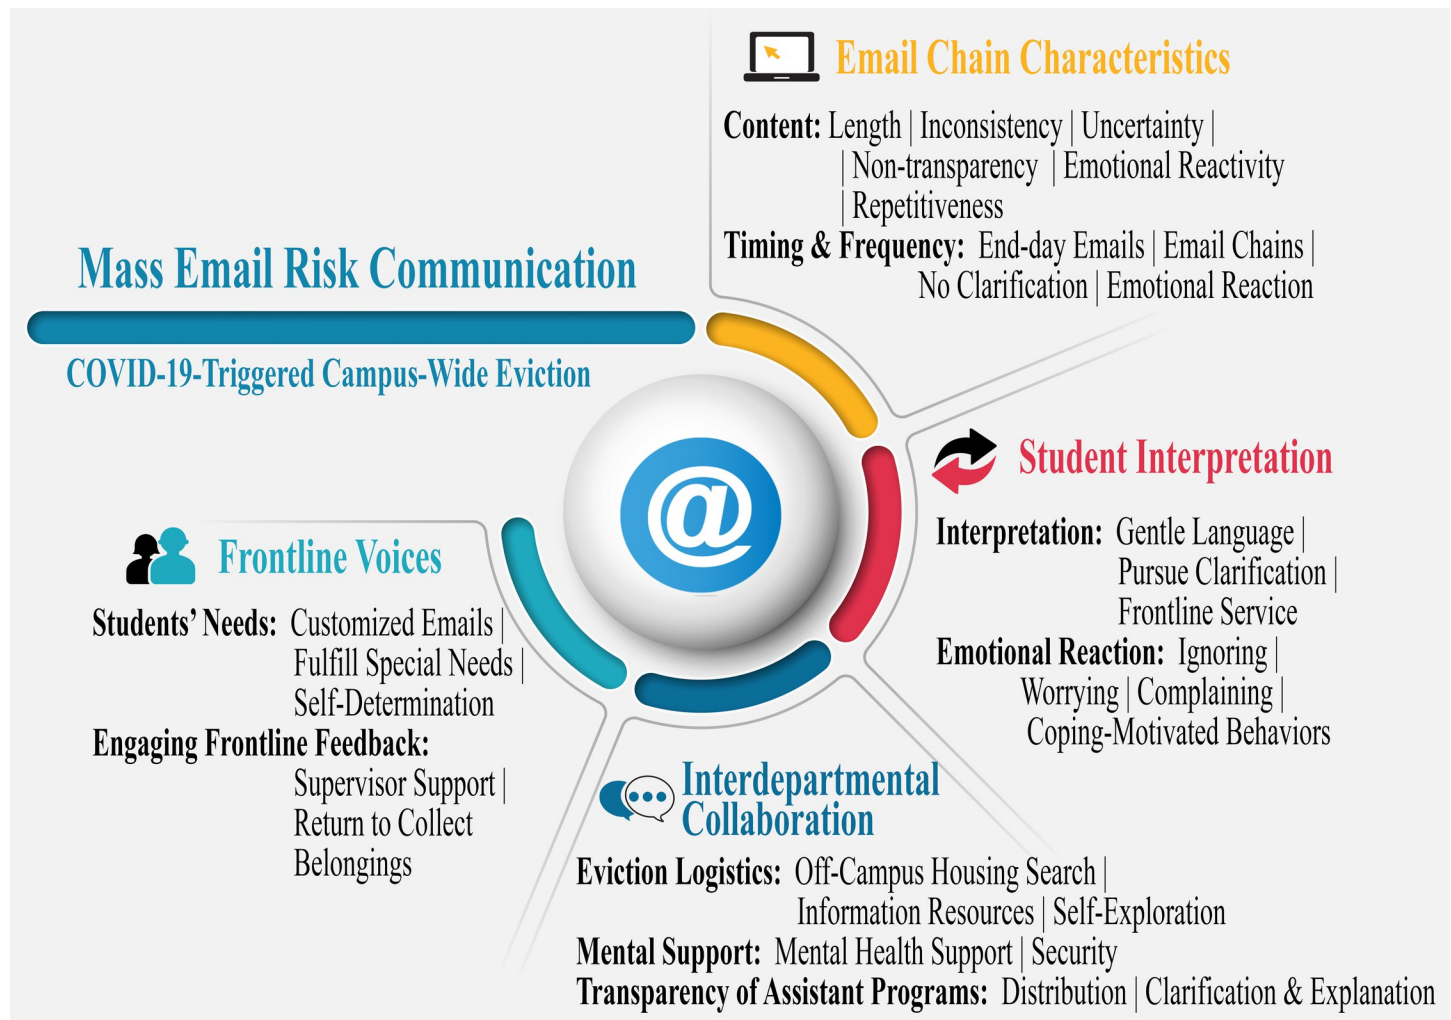 Mass Email Risk Communication
COVID-19-Triggered Campus-Wide Eviction
@
Email Chain Characteristics
Content: Length | Inconsistency | Uncertainty |
| Non-transparency | Emotional Reactivity
| Repetitiveness
Timing & Frequency: End-day Emails | Email Chains |
No Clarification | Emotional Reaction
Student Interpretation
Interpretation: Gentle Language |
Pursue Clarification |
Frontline Service
Emotional Reaction: Ignoring |
Worrying | Complaining |
Coping-Motivated Behaviors
Interdepartmental
Collaboration
Eviction Logistics: Off-Campus Housing Search |
Information Resources | Self-Exploration
Mental Support: Mental Health Support | Security
Transparency of Assistant Programs: Distribution | Clarification & Explanation
Frontline Voices
Students’ Needs: Customized Emails |
Fulfill Special Needs |
Self-Determination
Engaging Frontline Feedback:
Supervisor Support |
Return to Collect
Belongings